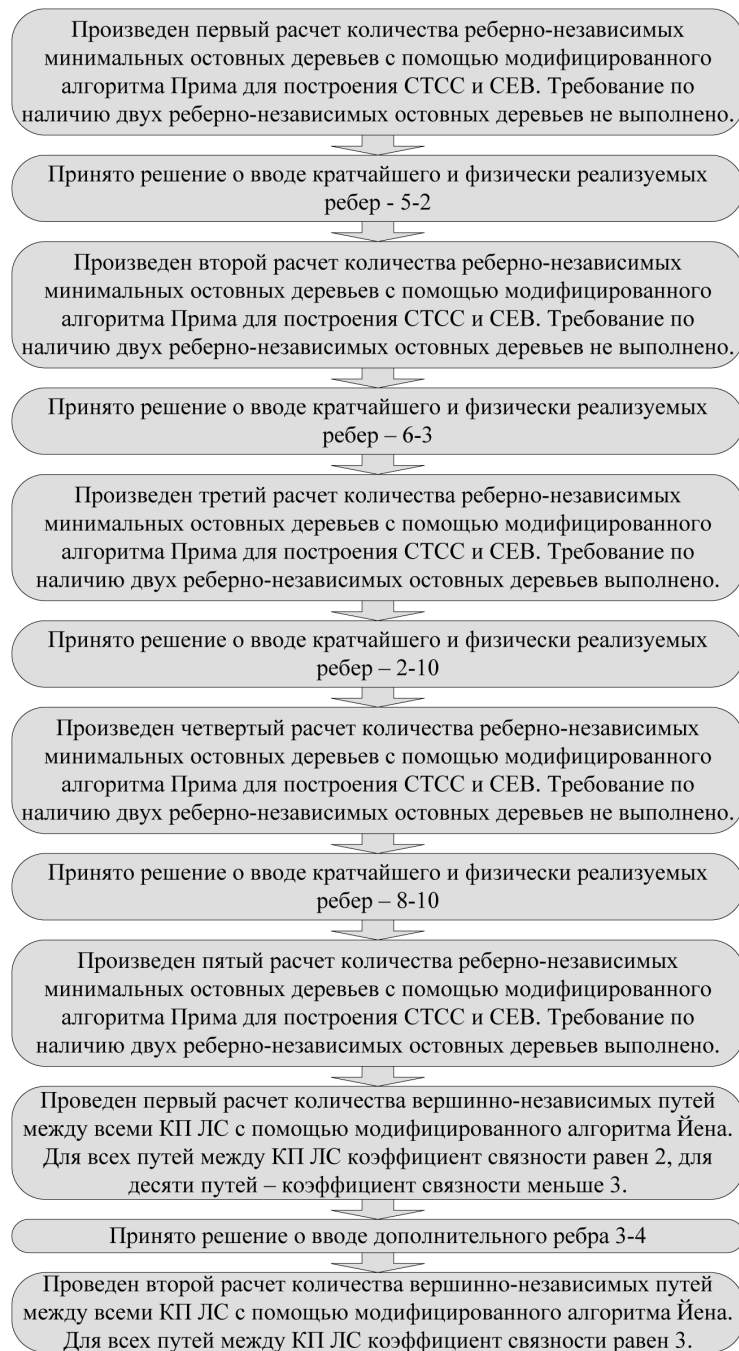 Произведен первый расчет количества реберно-независимых
минимальных остовных деревьев с помощью модифицированного
алгоритма Прима для построения СТСС и СЕВ. Требование по
наличию двух реберно-независимых остовных деревьев не выполнено.
Принято решение о вводе кратчайшего и физически реализуемых
ребер - 5-2
Произведен второй расчет количества реберно-независимых
минимальных остовных деревьев с помощью модифицированного
алгоритма Прима для построения СТСС и СЕВ. Требование по
наличию двух реберно-независимых остовных деревьев не выполнено.
Принято решение о вводе кратчайшего и физически реализуемых
ребер – 6-3
Произведен третий расчет количества реберно-независимых
минимальных остовных деревьев с помощью модифицированного
алгоритма Прима для построения СТСС и СЕВ. Требование по
наличию двух реберно-независимых остовных деревьев выполнено.
Принято решение о вводе кратчайшего и физически реализуемых
ребер – 2-10
Произведен четвертый расчет количества реберно-независимых
минимальных остовных деревьев с помощью модифицированного
алгоритма Прима для построения СТСС и СЕВ. Требование по
наличию двух реберно-независимых остовных деревьев не выполнено.
Принято решение о вводе кратчайшего и физически реализуемых
ребер – 8-10
Произведен пятый расчет количества реберно-независимых
минимальных остовных деревьев с помощью модифицированного
алгоритма Прима для построения СТСС и СЕВ. Требование по
наличию двух реберно-независимых остовных деревьев выполнено.
Проведен первый расчет количества вершинно-независимых путей
между всеми КП ЛС с помощью модифицированного алгоритма Йена.
Для всех путей между КП ЛС коэффициент связности равен 2, для
десяти путей – коэффициент связности меньше 3.
Принято решение о вводе дополнительного ребра 3-4
Проведен второй расчет количества вершинно-независимых путей
между всеми КП ЛС с помощью модифицированного алгоритма Йена.
Для всех путей между КП ЛС коэффициент связности равен 3.